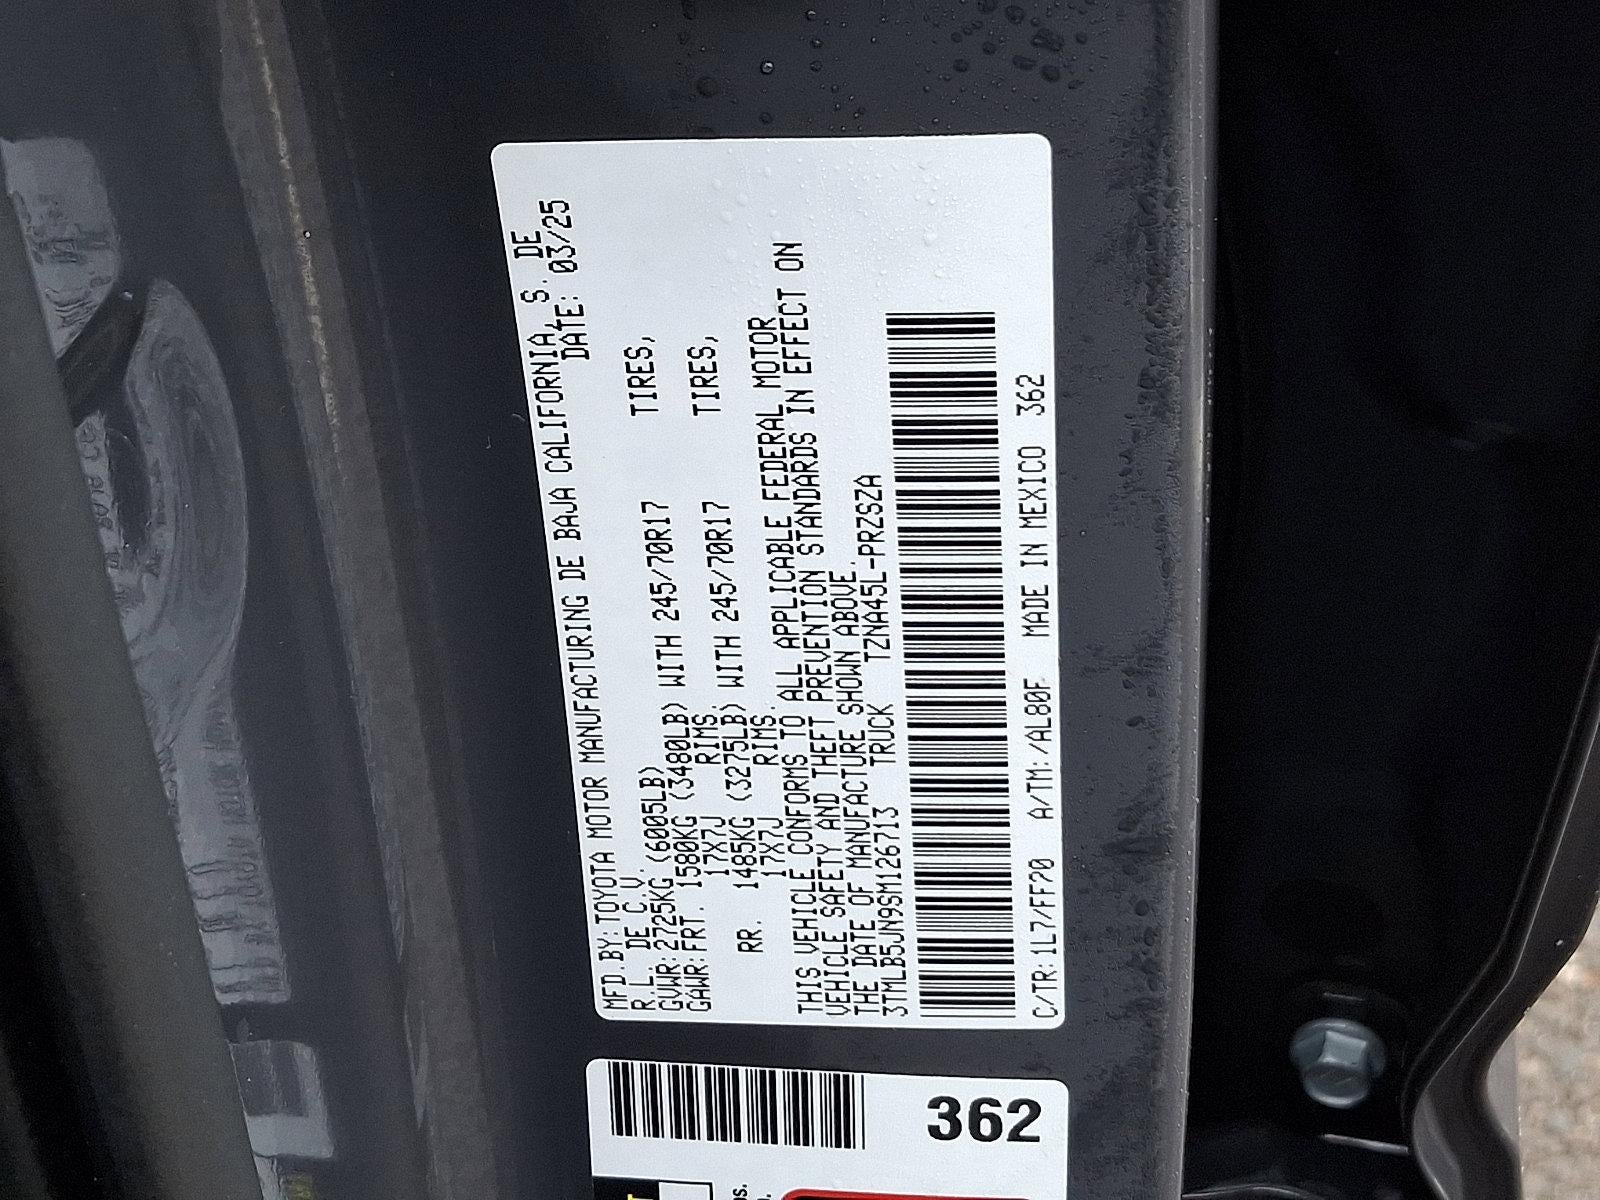 MFD.BY:TOYOTA MOTOR MANUFACTURING DE BAJA CALIFORNIA, S. DE
R.L. DE C.V. DATE: 03/25
GVWR:2725KG (6005LB)
GAWR:FRT. 1580KG (3480LB) WITH 245/70R17 TIRES,
17X7J RIMS.
RR. 1485KG (3275LB) WITH 245/70R17 TIRES,
17X7J RIMS.
THIS VEHICLE CONFORMS TO ALL APPLICABLE FEDERAL MOTOR
VEHICLE SAFETY AND THEFT PREVENTION STANDARDS IN EFFECT ON
THE DATE OF MANUFACTURE SHOWN ABOVE.
3TMLB5JN9SM126713 TRUCK TZNA45L-PRZSZA
C/TR:1L7/FF20 A/TM:/AL80F MADE IN MEXICO 362
362